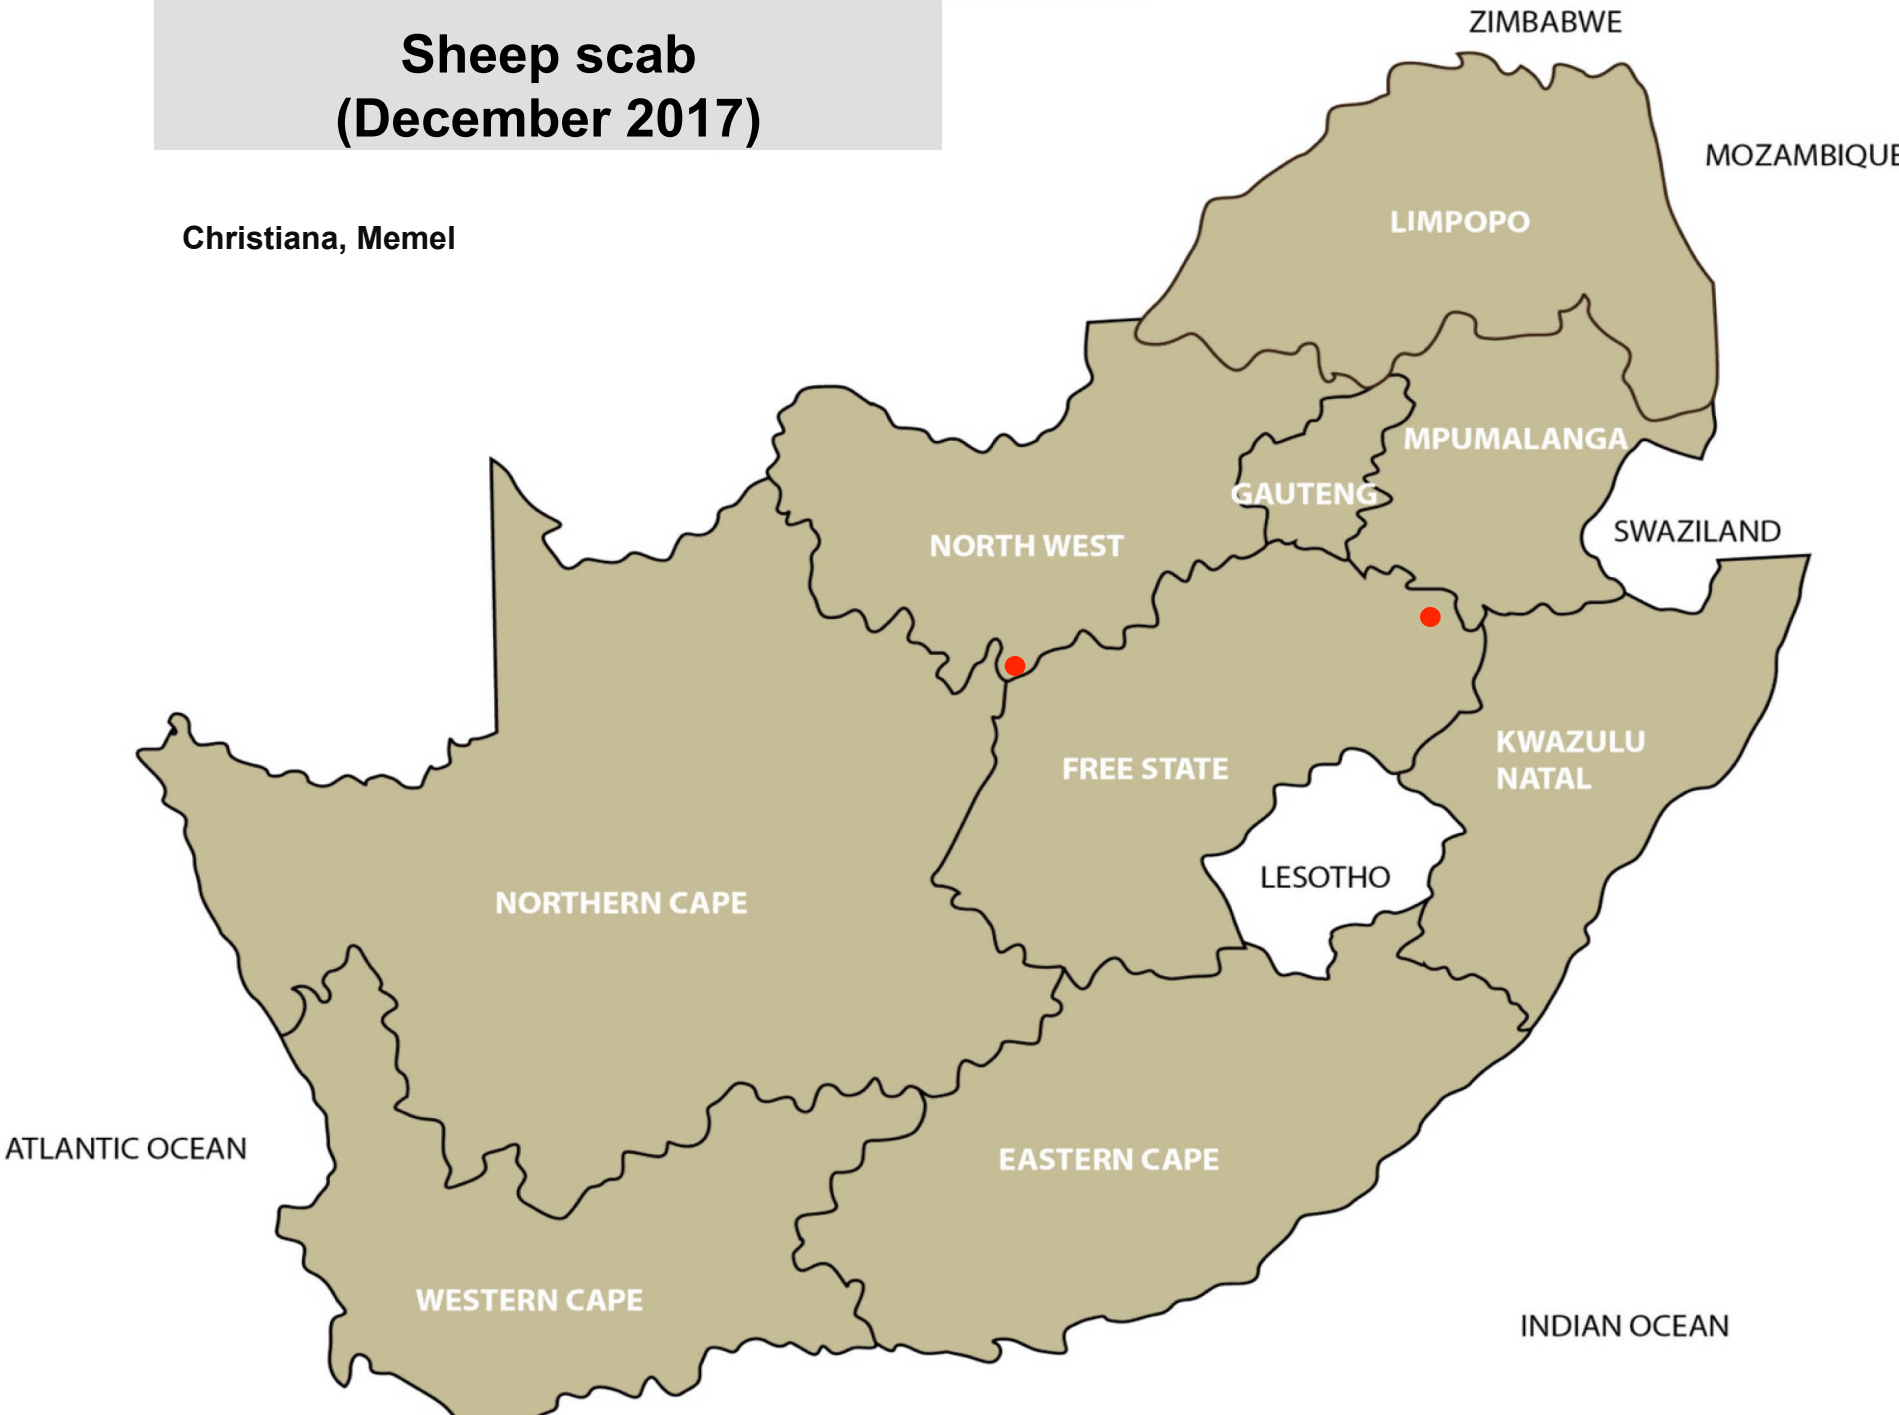 Sheep scab
(December 2017)
Christiana, Memel
ZIMBABWE
MOZAMBIQUE
LIMPOPO
MPUMALANGA
GAUTENG
SWAZILAND
NORTH WEST
KWAZULU
NATAL
FREE STATE
LESOTHO
NORTHERN CAPE
ATLANTIC OCEAN
EASTERN CAPE
WESTERN CAPE
INDIAN OCEAN